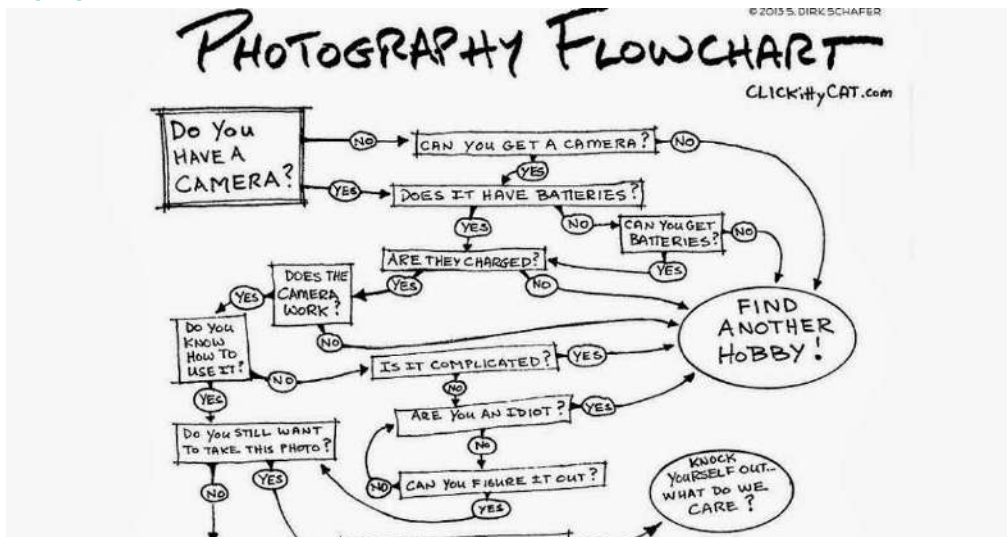 © 2013 S. DIRK SCHAFER
PHOTOGRAPHY FLOWCHART
CLICKittyCAT.com
DO YOU
HAVE A
CAMERA?
NO
CAN YOU GET A CAMERA?
NO
YES
YES
DOES IT HAVE BATTERIES?
YES
NO
CAN YOU GET
BATTERIES?
NO
YES
ARE THEY CHARGED?
YES
NO
DOES THE
CAMERA
WORK?
YES
NO
FIND
ANOTHER
HOBBY!
DO YOU
KNOW
HOW TO
USE IT?
NO
YES
IS IT COMPLICATED?
YES
NO
ARE YOU AN IDIOT?
YES
NO
CAN YOU FIGURE IT OUT?
NO
YES
DO YOU STILL WANT
TO TAKE THIS PHOTO?
NO
YES
KNOCK
YOURSELF OUT...
WHAT DO WE
CARE?